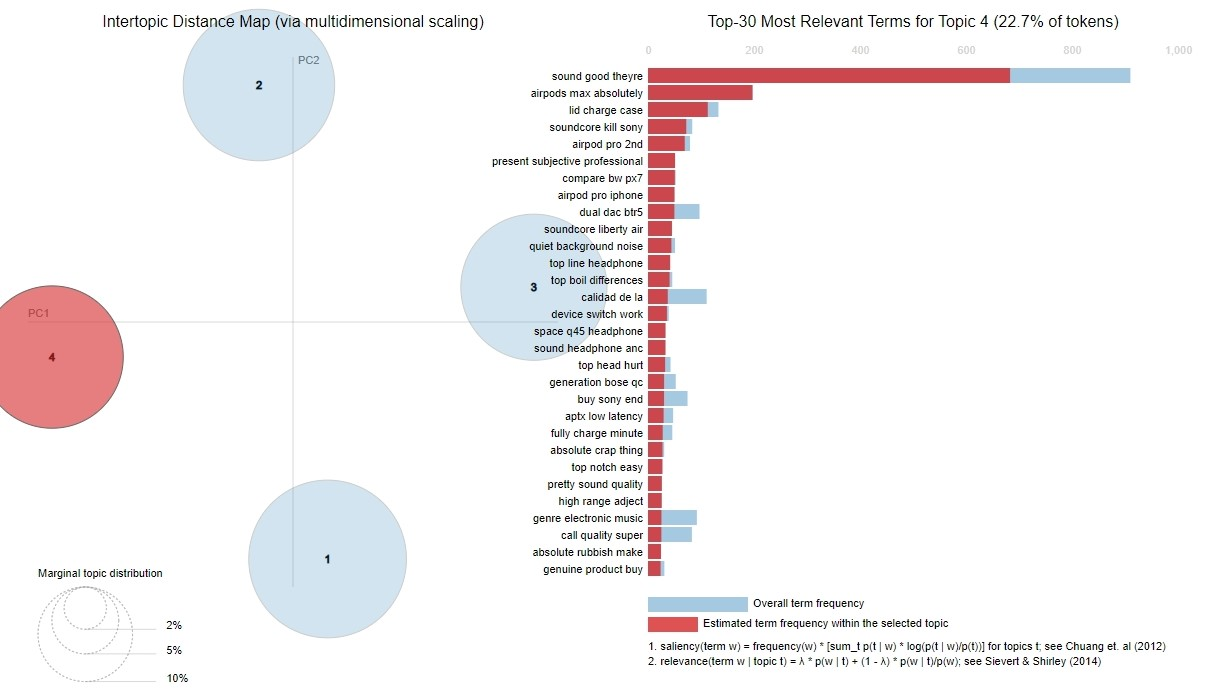 Intertopic Distance Map (via multidimensional scaling)
PC2
2
3
PC1
4
1
Marginal topic distribution
2%
5%
10%
Top-30 Most Relevant Terms for Topic 4 (22.7% of tokens)
0 200 400 600 800 1,000
sound good theyre
airpods max absolutely
lid charge case
soundcore kill sony
airpod pro 2nd
present subjective professional
compare bw px7
airpod pro iphone
dual dac btr5
soundcore liberty air
quiet background noise
top line headphone
top boil differences
calidad de la
device switch work
space q45 headphone
sound headphone anc
top head hurt
generation bose qc
buy sony end
aptx low latency
fully charge minute
absolute crap thing
top notch easy
pretty sound quality
high range adject
genre electronic music
call quality super
absolute rubbish make
genuine product buy
Overall term frequency
Estimated term frequency within the selected topic
1. saliency(term w) = frequency(w) * [sum_t p(t | w) * log(p(t | w)/p(t))] for topics t; see Chuang et. al (2012)
2. relevance(term w | topic t) = λ * p(w | t) + (1 - λ) * p(w | t)/p(w); see Sievert & Shirley (2014)